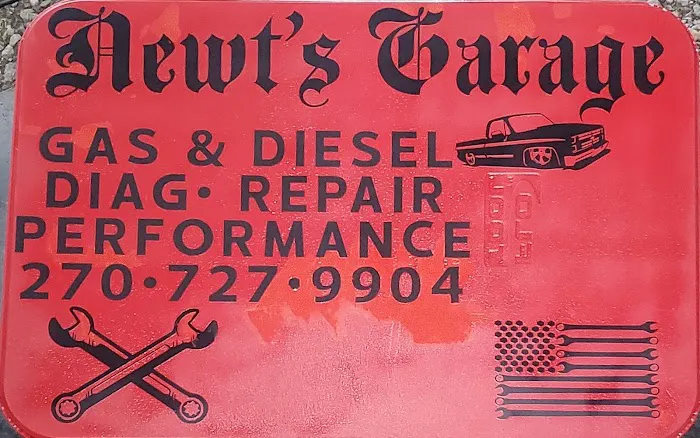 Newt's Garage
GAS & DIESEL
DIAG• REPAIR
PERFORMANCE
270•727•9904